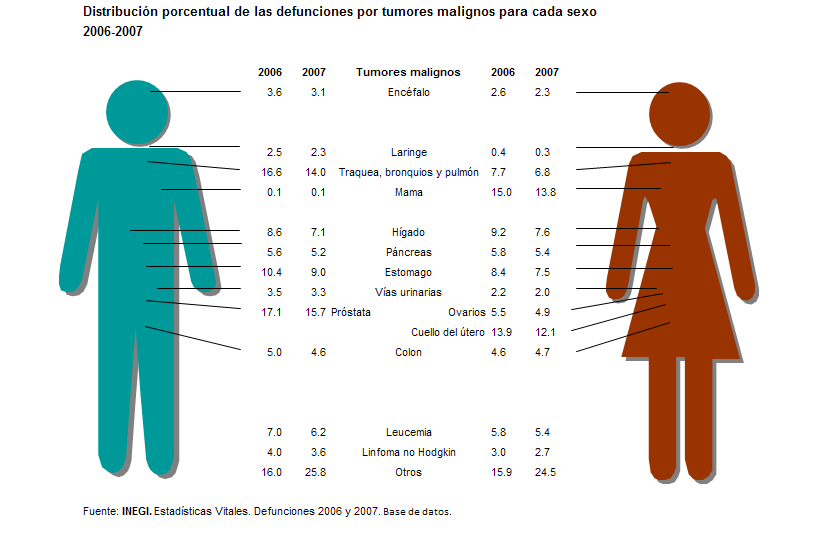 Distribución porcentual de las defunciones por tumores malignos para cada sexo
2006-2007
2006 2007 Tumores malignos 2006 2007
3.6 3.1 Encéfalo 2.6 2.3
2.5 2.3 Laringe 0.4 0.3
16.6 14.0 Traquea, bronquios y pulmón 7.7 6.8
0.1 0.1 Mama 15.0 13.8
8.6 7.1 Hígado 9.2 7.6
5.6 5.2 Páncreas 5.8 5.4
10.4 9.0 Estomago 8.4 7.5
3.5 3.3 Vías urinarias 2.2 2.0
17.1 15.7 Próstata Ovarios 5.5 4.9
Cuello del útero 13.9 12.1
5.0 4.6 Colon 4.6 4.7
7.0 6.2 Leucemia 5.8 5.4
4.0 3.6 Linfoma no Hodgkin 3.0 2.7
16.0 25.8 Otros 15.9 24.5
Fuente: INEGI. Estadísticas Vitales. Defunciones 2006 y 2007. Base de datos.